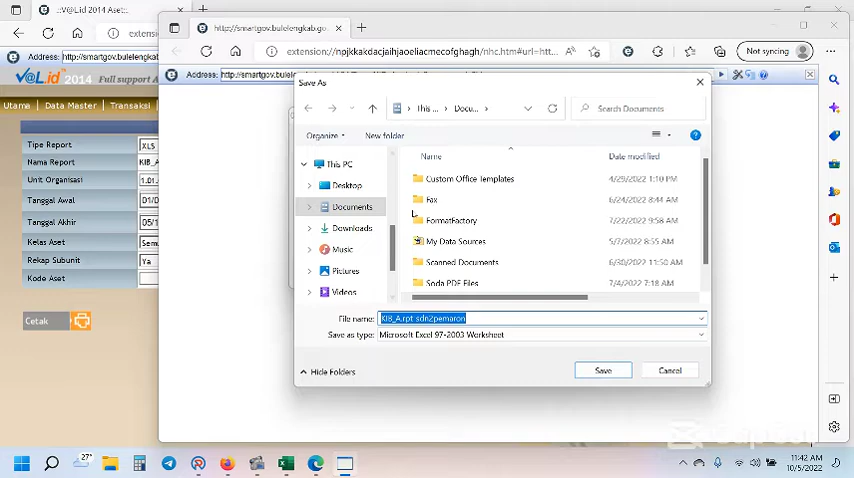 ::V@L.id 2014 Aset::.
http://smartgov.bulelengkab.go
extensio
extension://npjkkakdacjaihjaoeliacmecofghagh/nhc.htm#url=htt...
Not syncing
Address:
http://smartgov.bulelengkab
Address:
V@L.id 2014 Full support A
Utama
Data Master
Transaksi
Tipe Report
XLS
Nama Report
KIB_A
Unit Organisasi
1.01.
Tanggal Awal
01/0
Tanggal Akhir
05/1
Kelas Aset
Sem
Rekap Subunit
Ya
Kode Aset
Cetak
Save As
This ...
Docu...
Search Documents
Organize
New folder
Name
Date modified
This PC
Desktop
Documents
Downloads
Music
Pictures
Videos
Custom Office Templates
4/29/2022 1:10 PM
Fax
6/24/2022 8:44 AM
FormatFactory
7/22/2022 9:58 AM
My Data Sources
5/7/2022 8:55 AM
Scanned Documents
6/30/2022 11:50 AM
Soda PDF Files
7/4/2022 7:18 AM
File name:
KIB_A.rpt sdn2pemaron
Save as type:
Microsoft Excel 97-2003 Worksheet
Hide Folders
Save
Cancel
27°
11:42 AM
10/5/2022